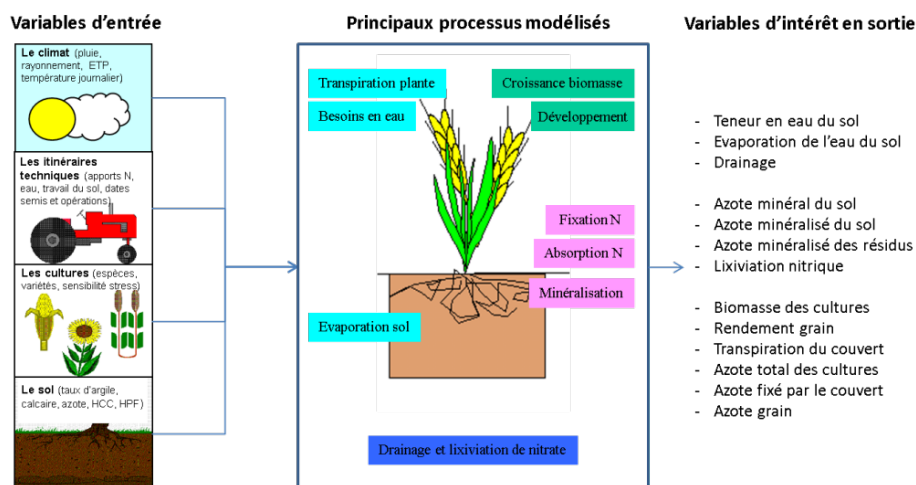 Variables d'entrée
Le climat (pluie,
rayonnement, ETP,
température journalier)
Les itinéraires
techniques (apports N,
eau, travail du sol, dates
semis et opérations)
Les cultures (espèces,
variétés, sensibilité stress)
Le sol (taux d'argile,
calcaire, azote, HCC, HPF)
Principaux processus modélisés
Transpiration plante
Croissance biomasse
Besoins en eau
Développement
Fixation N
Absorption N
Minéralisation
Evaporation sol
Drainage et lixiviation de nitrate
Variables d'intérêt en sortie
- Teneur en eau du sol
- Evaporation de l'eau du sol
- Drainage
- Azote minéral du sol
- Azote minéralisé du sol
- Azote minéralisé des résidus
- Lixiviation nitrique
- Biomasse des cultures
- Rendement grain
- Transpiration du couvert
- Azote total des cultures
- Azote fixé par le couvert
- Azote grain